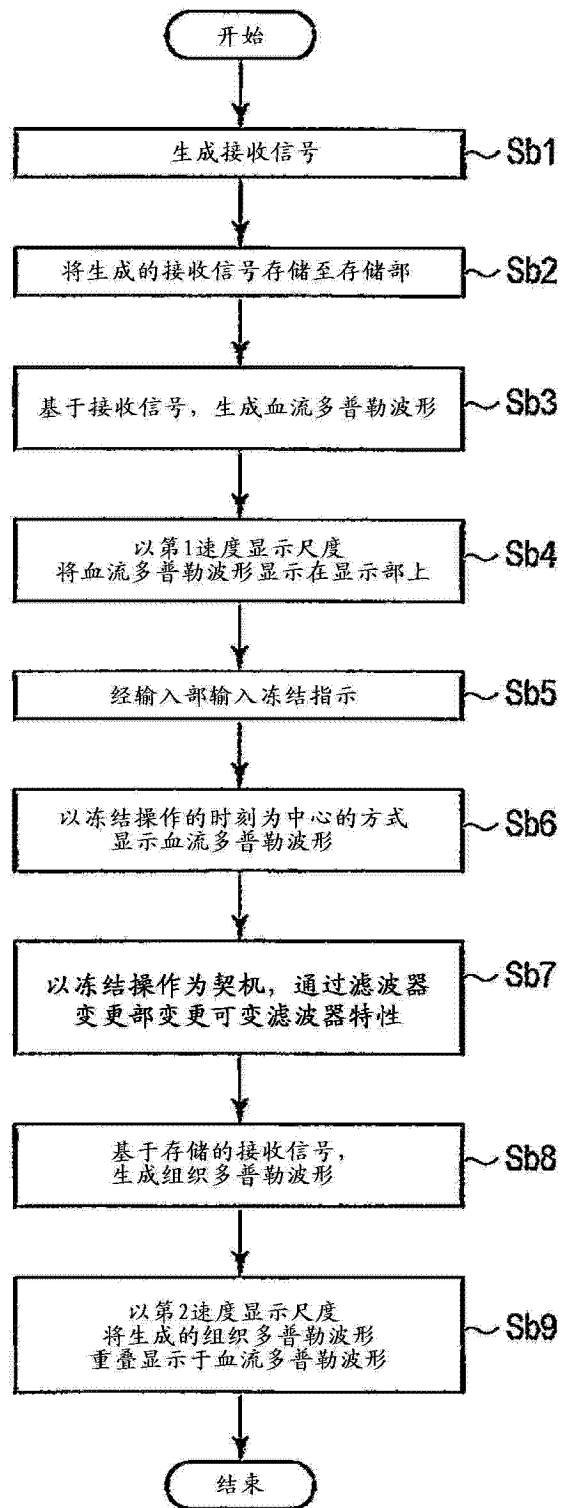 开始
生成接收信号
Sb1
将生成的接收信号存储至存储部
Sb2
基于接收信号，生成血流多普勒波形
Sb3
以第1速度显示尺度
将血流多普勒波形显示在显示部上
Sb4
经输入部输入冻结指示
Sb5
以冻结操作的时刻为中心的方式
显示血流多普勒波形
Sb6
以冻结操作为契机，通过滤波器
变更部变更可变滤波器特性
Sb7
基于存储的接收信号，
生成组织多普勒波形
Sb8
以第2速度显示尺度
将生成的组织多普勒波形
重叠显示于血流多普勒波形
Sb9
结束